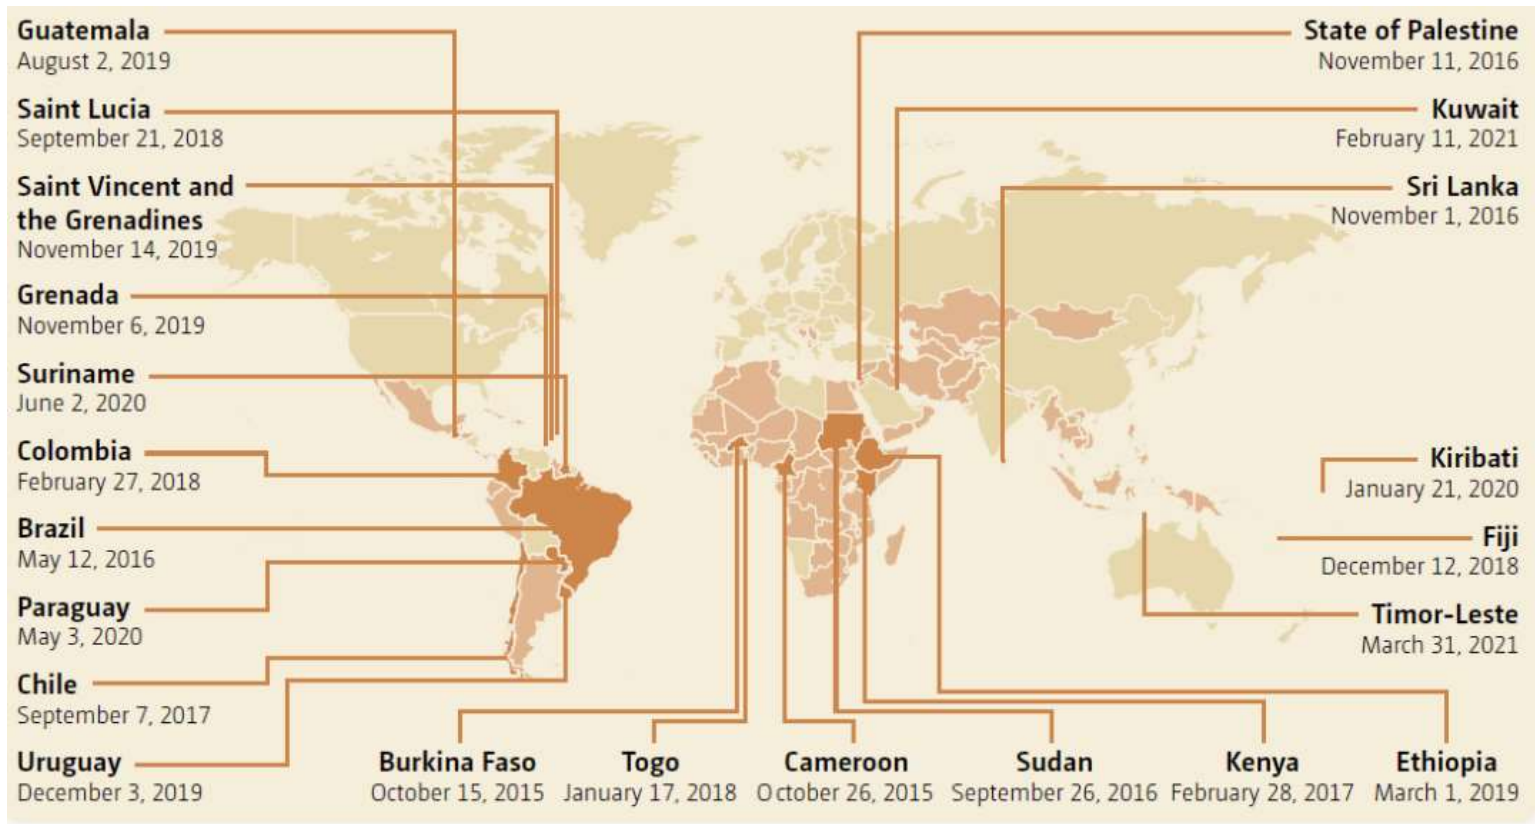 Guatemala
August 2, 2019
Saint Lucia
September 21, 2018
Saint Vincent and
the Grenadines
November 14, 2019
Grenada
November 6, 2019
Suriname
June 2, 2020
Colombia
February 27, 2018
Brazil
May 12, 2016
Paraguay
May 3, 2020
Chile
September 7, 2017
Uruguay
December 3, 2019
Burkina Faso
October 15, 2015
Togo
January 17, 2018
Cameroon
October 26, 2015
Sudan
September 26, 2016
Kenya
February 28, 2017
Ethiopia
March 1, 2019
State of Palestine
November 11, 2016
Kuwait
February 11, 2021
Sri Lanka
November 1, 2016
Kiribati
January 21, 2020
Fiji
December 12, 2018
Timor-Leste
March 31, 2021